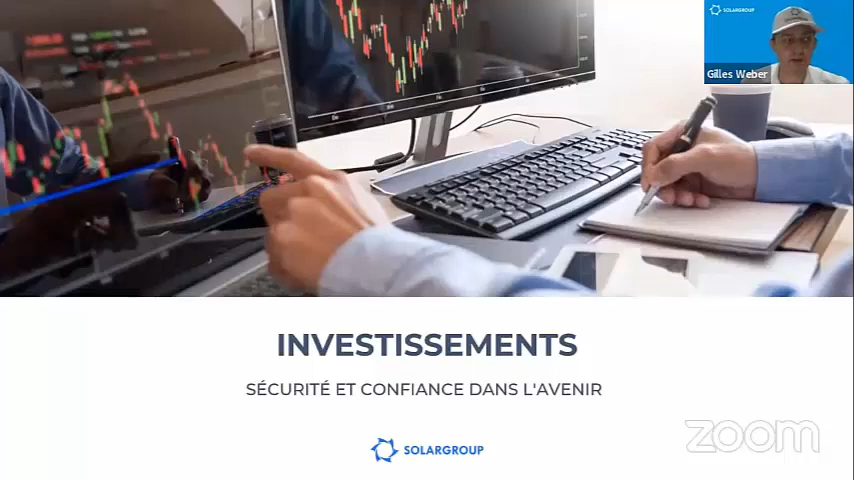 SOLARGROUP
Gilles Weber
INVESTISSEMENTS
SÉCURITÉ ET CONFIANCE DANS L'AVENIR
SOLARGROUP
zoom